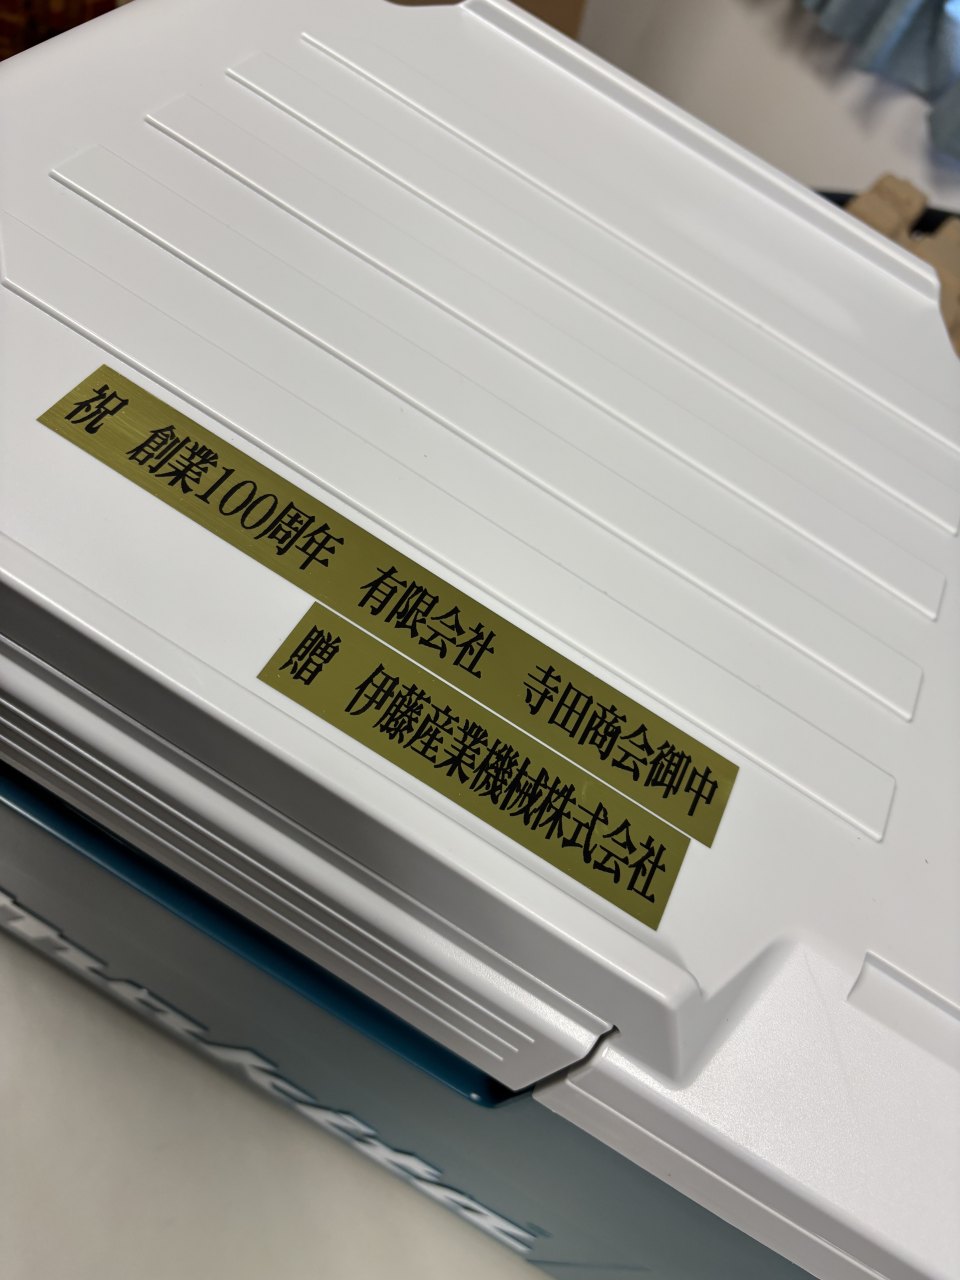 祝 創業100周年 有限会社 寺田商会御中
贈 伊藤産業機械株式会社
makita